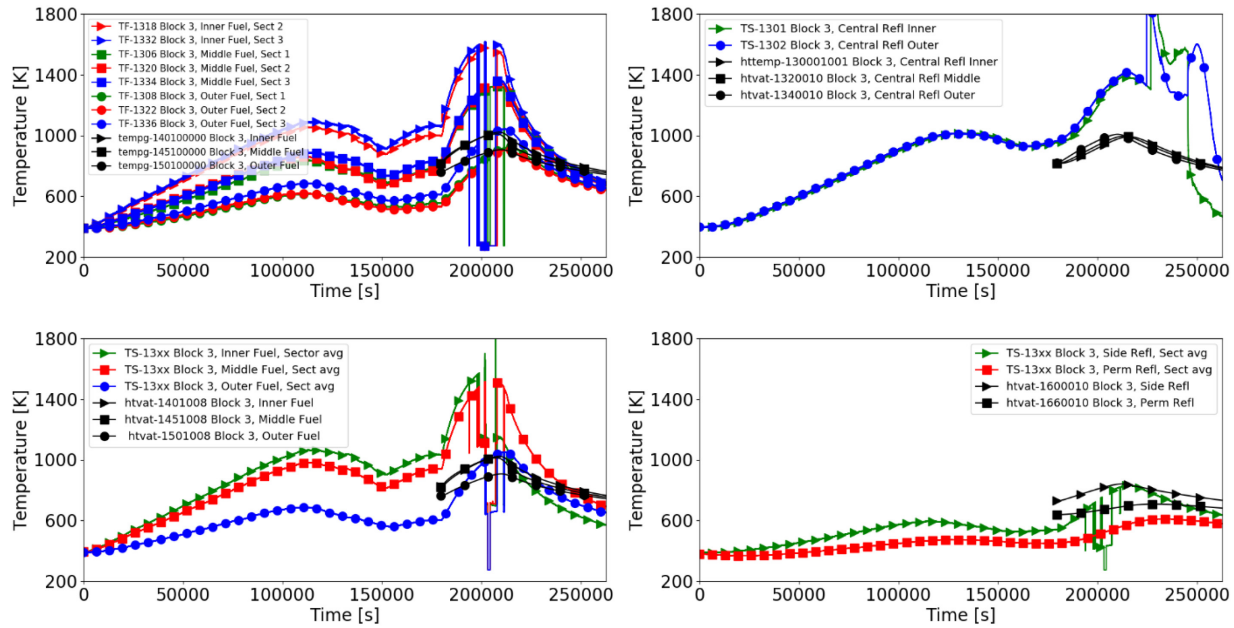 1800
1400
1000
600
200
Temperature [K]
TF-1318 Block 3, Inner Fuel, Sect 2
TF-1332 Block 3, Inner Fuel, Sect 3
TF-1306 Block 3, Middle Fuel, Sect 1
TF-1320 Block 3, Middle Fuel, Sect 2
TF-1334 Block 3, Middle Fuel, Sect 3
TF-1308 Block 3, Outer Fuel, Sect 1
TF-1322 Block 3, Outer Fuel, Sect 2
TF-1336 Block 3, Outer Fuel, Sect 3
tempg-140100000 Block 3, Inner Fuel
tempg-145100000 Block 3, Middle Fuel
tempg-150100000 Block 3, Outer Fuel
0 50000 100000 150000 200000 250000
Time [s]
1800
1400
1000
600
200
Temperature [K]
TS-1301 Block 3, Central Refl Inner
TS-1302 Block 3, Central Refl Outer
httemp-130001001 Block 3, Central Refl Inner
htvat-1320010 Block 3, Central Refl Middle
htvat-1340010 Block 3, Central Refl Outer
0 50000 100000 150000 200000 250000
Time [s]
1800
1400
1000
600
200
Temperature [K]
TS-13xx Block 3, Inner Fuel, Sector avg
TS-13xx Block 3, Middle Fuel, Sect avg
TS-13xx Block 3, Outer Fuel, Sect avg
htvat-1401008 Block 3, Inner Fuel
htvat-1451008 Block 3, Middle Fuel
htvat-1501008 Block 3, Outer Fuel
0 50000 100000 150000 200000 250000
Time [s]
1800
1400
1000
600
200
Temperature [K]
TS-13xx Block 3, Side Refl, Sect avg
TS-13xx Block 3, Perm Refl, Sect avg
htvat-1600010 Block 3, Side Refl
htvat-1660010 Block 3, Perm Refl
0 50000 100000 150000 200000 250000
Time [s]